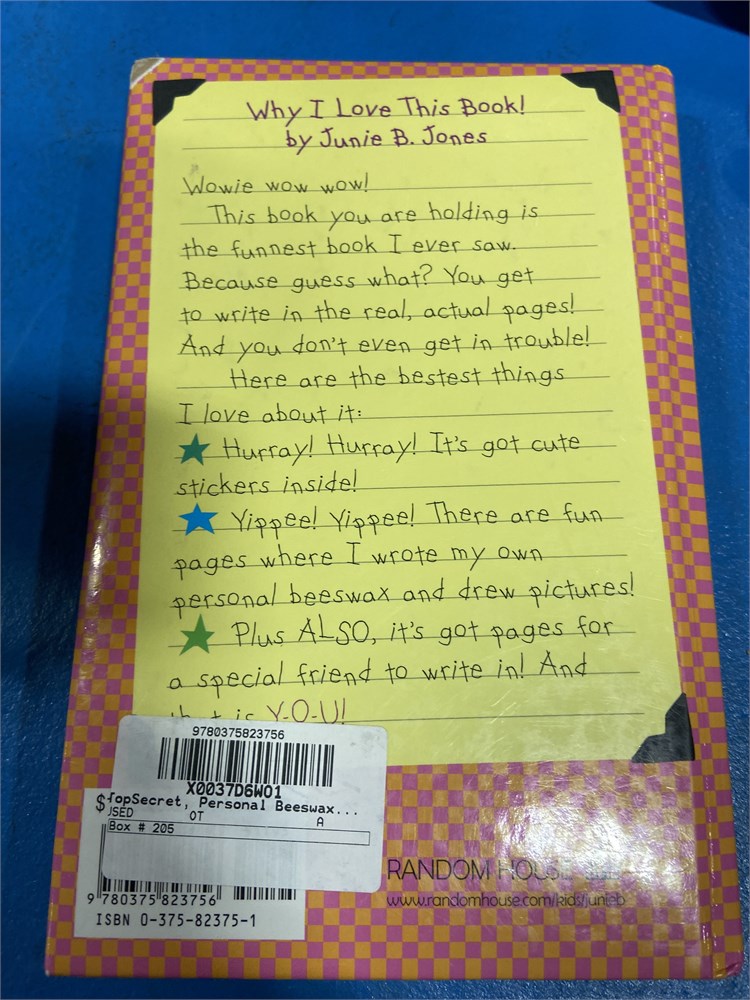 Why I Love This Book!
by Junie B. Jones
Wowie wow wow!
This book you are holding is
the funnest book I ever saw.
Because guess what? You get
to write in the real, actual pages!
And you don't even get in trouble!
Here are the bestest things
I love about it:
Hurray! Hurray! It's got cute
stickers inside!
Yippee! Yippee! There are fun
pages where I wrote my own
personal beeswax and drew pictures!
Plus ALSO, it's got pages for
a special friend to write in! And
that is Y-O-U!
9780375823756
X0037D6WO1
TopSecret, Personal Beeswax...
USED OT A
Box # 205
$
9 780375 823756
ISBN 0-375-82375-1
RANDOM HOUSE
www.randomhouse.com/kids/junieb